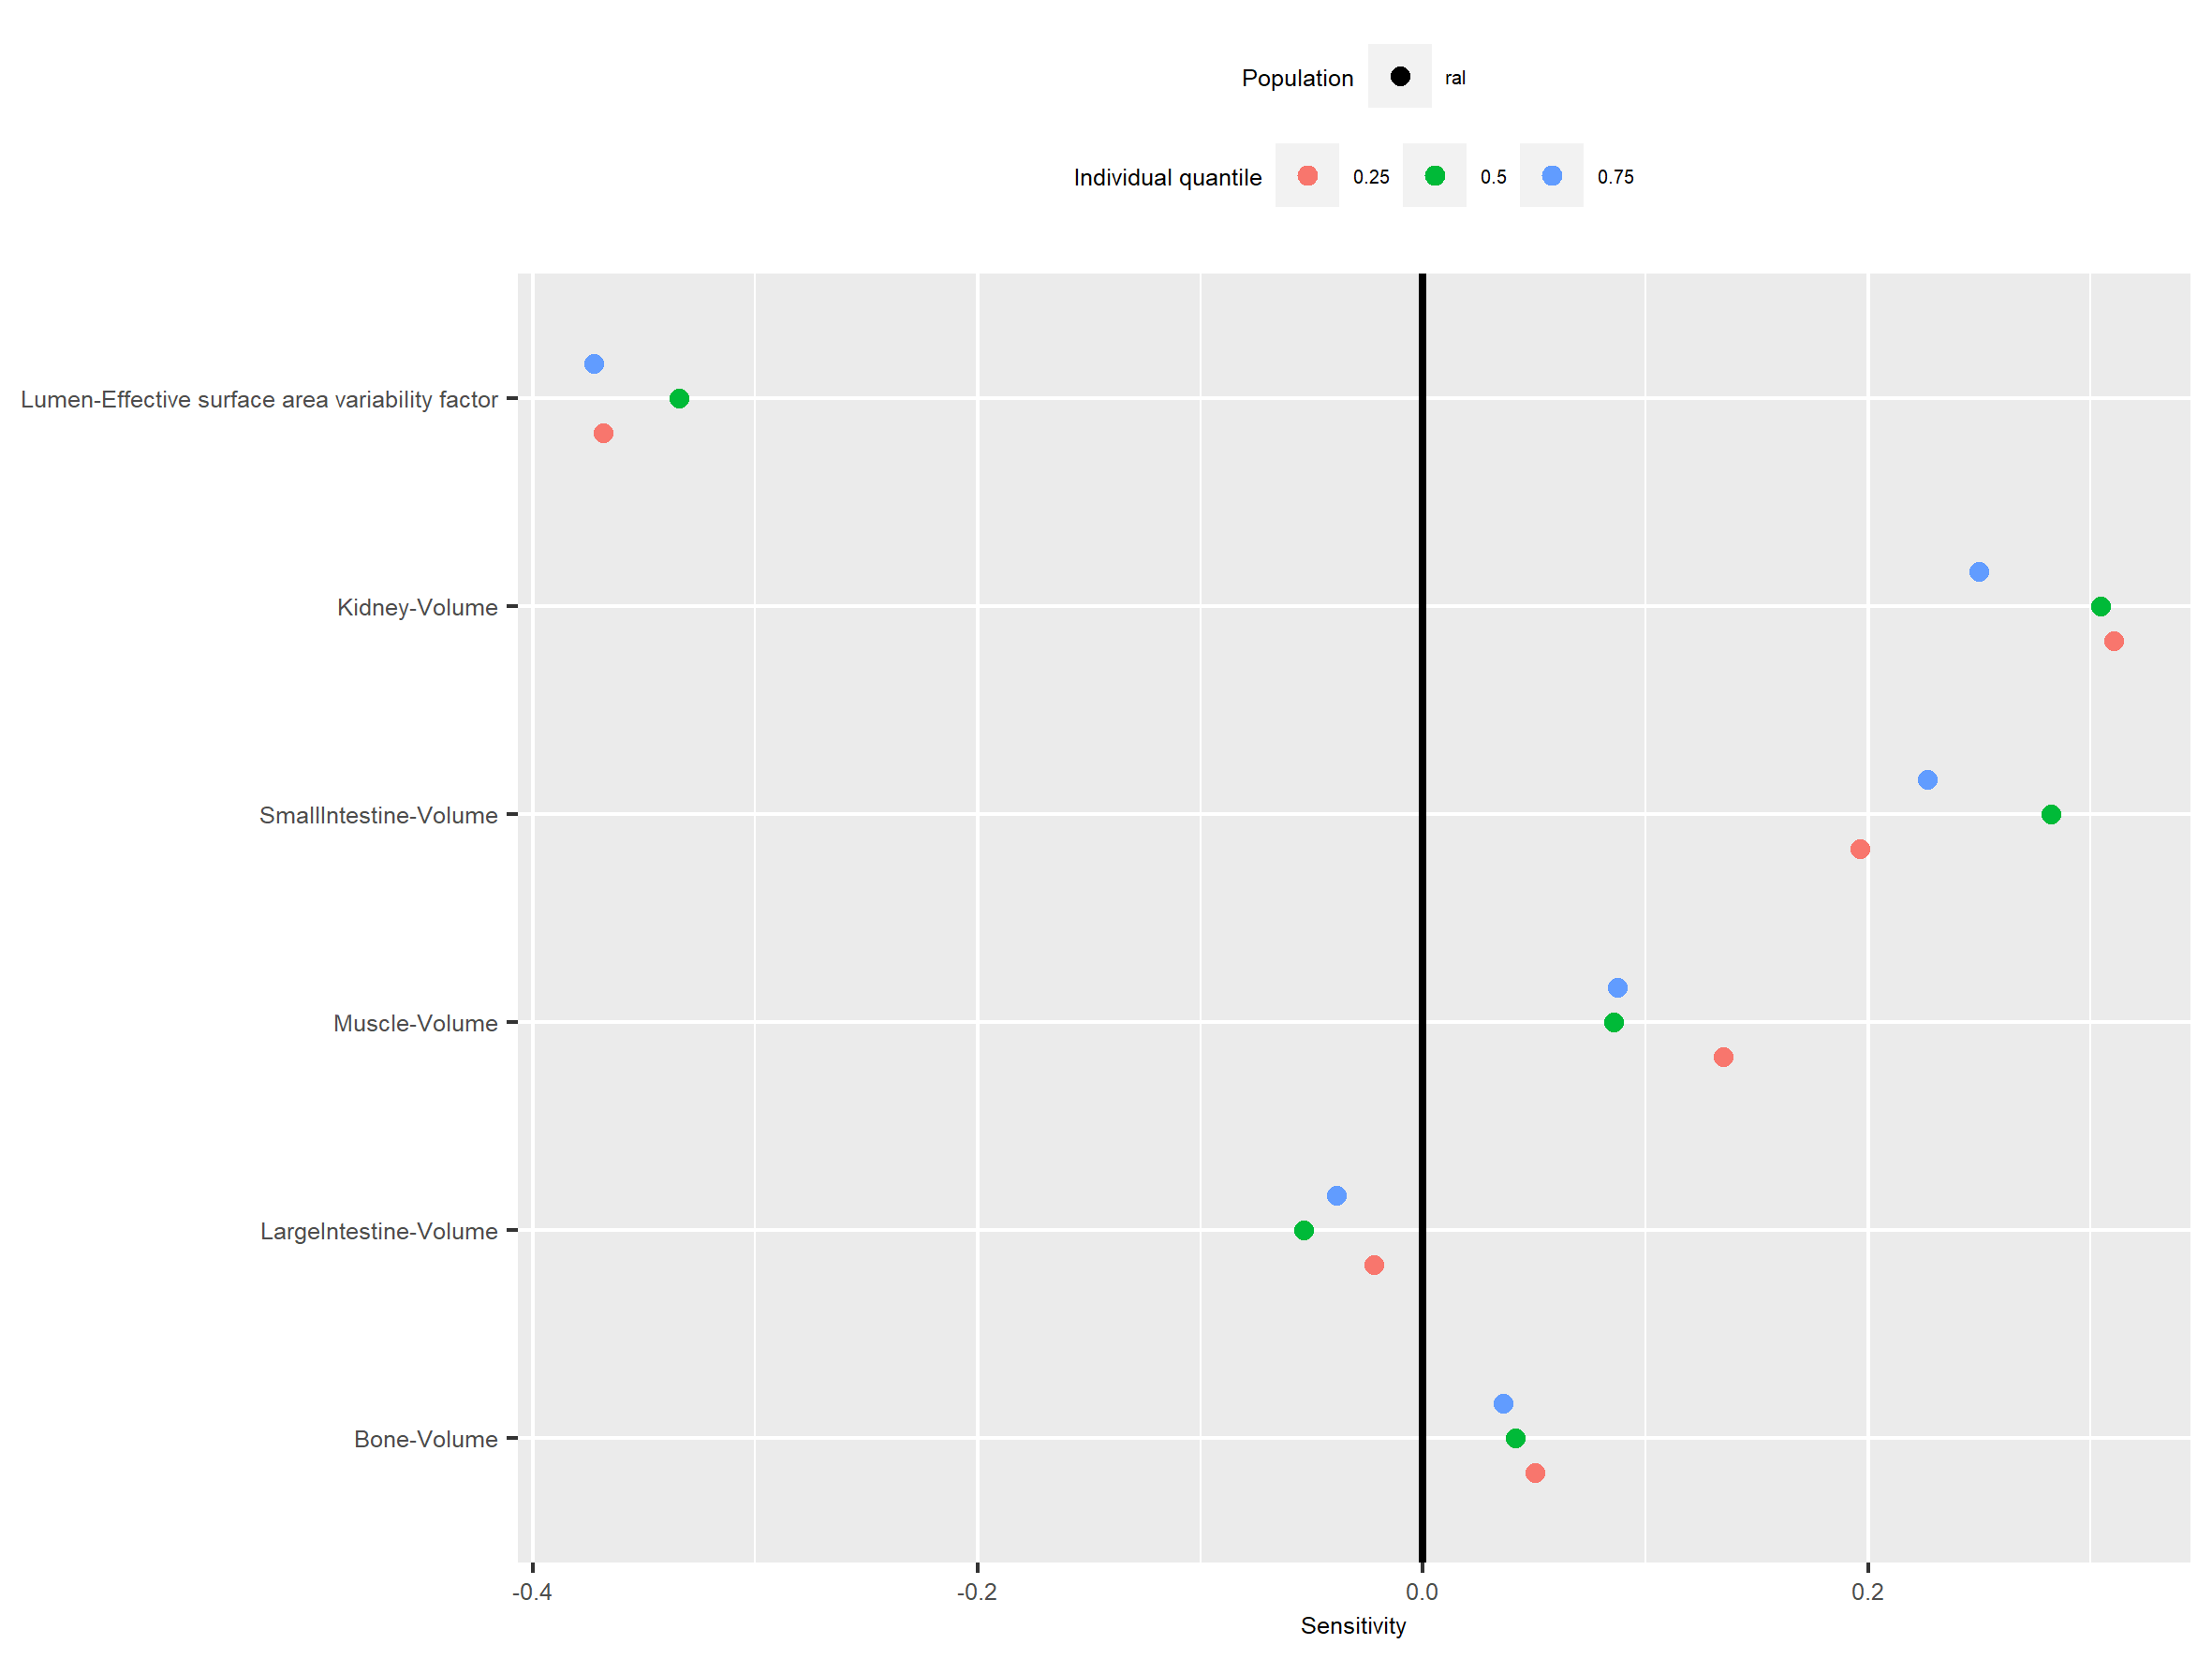 Population ral
Individual quantile 0.25 0.5 0.75
Lumen-Effective surface area variability factor
Kidney-Volume
SmallIntestine-Volume
Muscle-Volume
LargeIntestine-Volume
Bone-Volume
-0.4 -0.2 0.0 0.2
Sensitivity